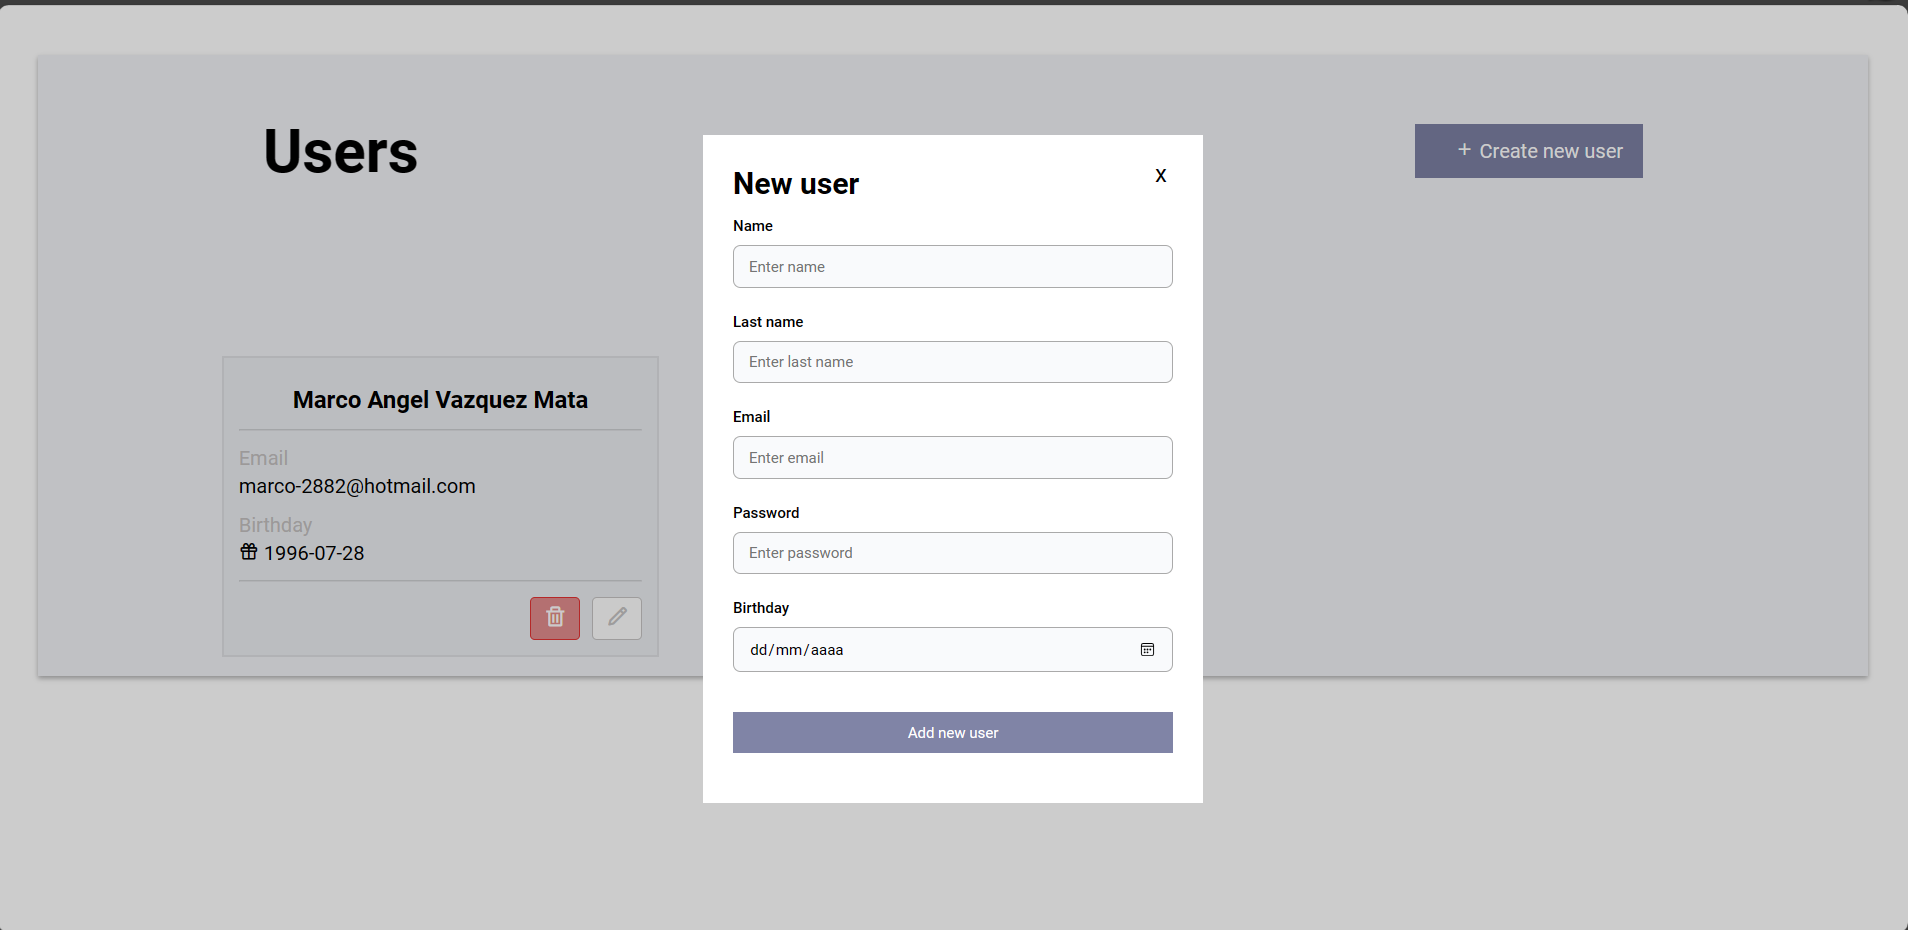 Users
+ Create new user
Marco Angel Vazquez Mata
Email
marco-2882@hotmail.com
Birthday
1996-07-28
New user
X
Name
Enter name
Last name
Enter last name
Email
Enter email
Password
Enter password
Birthday
dd/mm/aaaa
Add new user